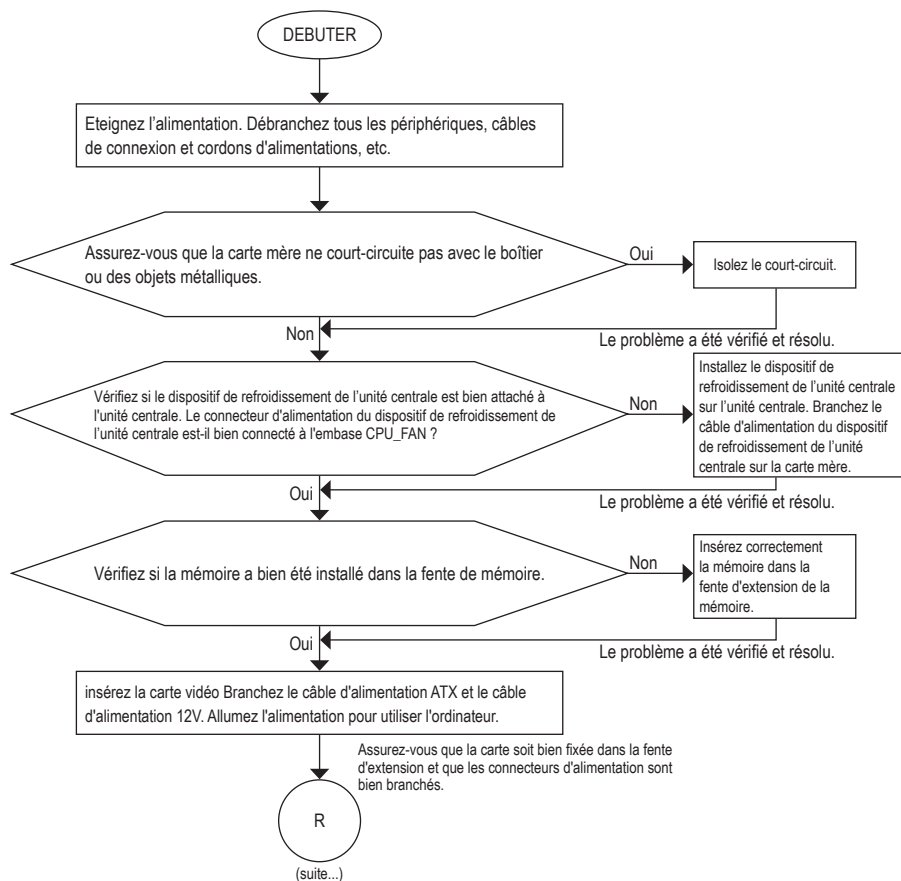 DEBUTER
Eteignez l’alimentation. Débranchez tous les périphériques, câbles
de connexion et cordons d'alimentations, etc.
Assurez-vous que la carte mère ne court-circuite pas avec le boîtier
ou des objets métalliques.
Oui
Isolez le court-circuit.
Non
Le problème a été vérifié et résolu.
Vérifiez si le dispositif de refroidissement de l’unité centrale est bien attaché à
l'unité centrale. Le connecteur d'alimentation du dispositif de refroidissement de
l’unité centrale est-il bien connecté à l'embase CPU_FAN ?
Non
Installez le dispositif de
refroidissement de l’unité centrale
sur l’unité centrale. Branchez le
câble d'alimentation du dispositif
de refroidissement de l’unité
centrale sur la carte mère.
Oui
Le problème a été vérifié et résolu.
Vérifiez si la mémoire a bien été installé dans la fente de mémoire.
Non
Insérez correctement
la mémoire dans la
fente d'extension de la
mémoire.
Oui
Le problème a été vérifié et résolu.
insérez la carte vidéo Branchez le câble d'alimentation ATX et le câble
d'alimentation 12V. Allumez l'alimentation pour utiliser l'ordinateur.
Assurez-vous que la carte soit bien fixée dans la fente
d'extension et que les connecteurs d'alimentation sont
bien branchés.
R
(suite...)